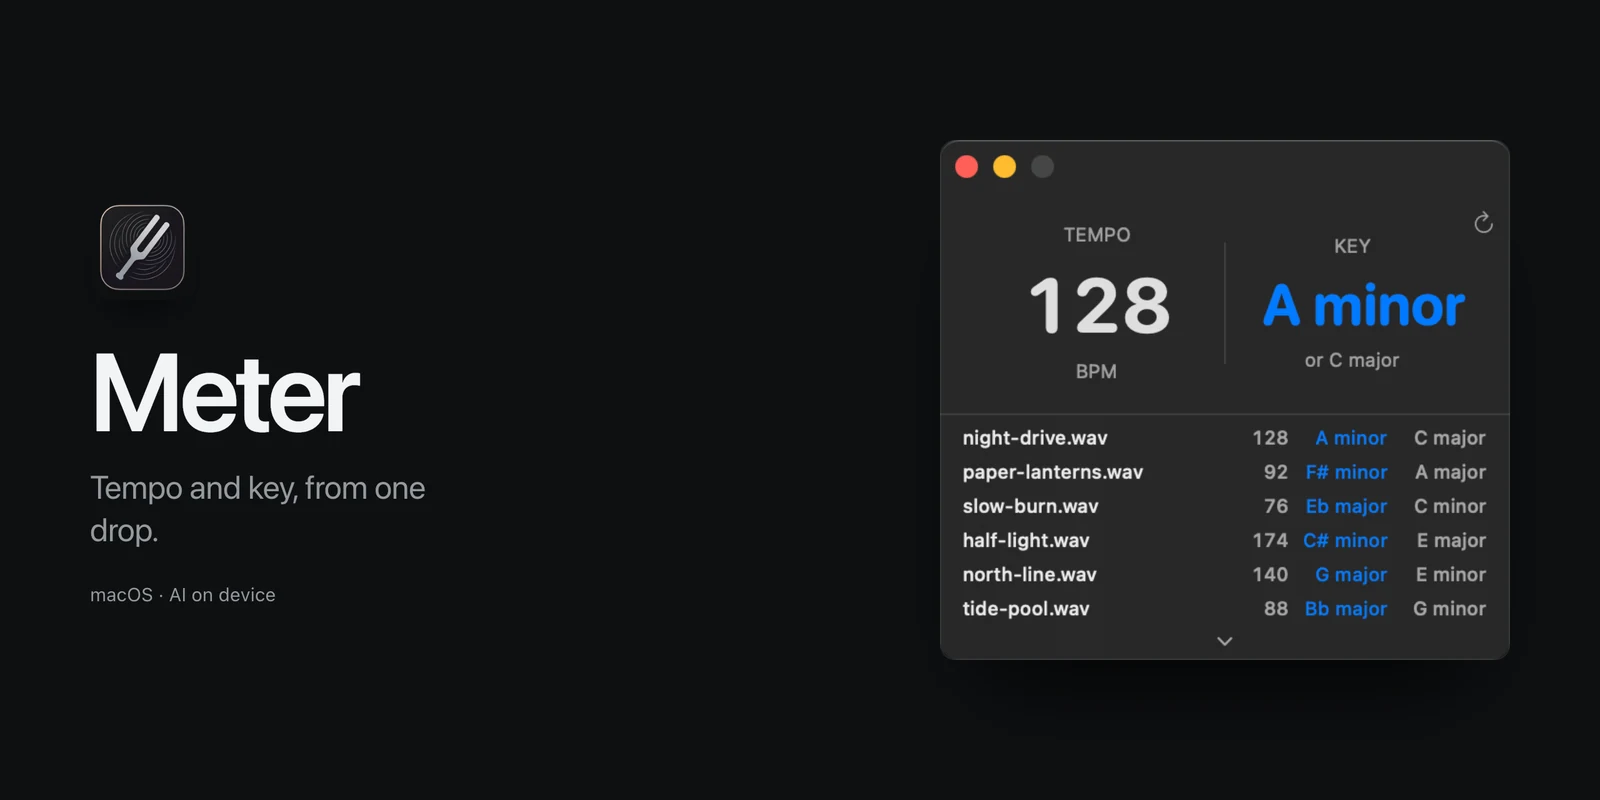 Meter
Tempo and key, from one
drop.
macOS · AI on device
TEMPO
128
BPM
KEY
A minor
or C major
night-drive.wav 128 A minor C major
paper-lanterns.wav 92 F# minor A major
slow-burn.wav 76 Eb major C minor
half-light.wav 174 C# minor E major
north-line.wav 140 G major E minor
tide-pool.wav 88 Bb major G minor